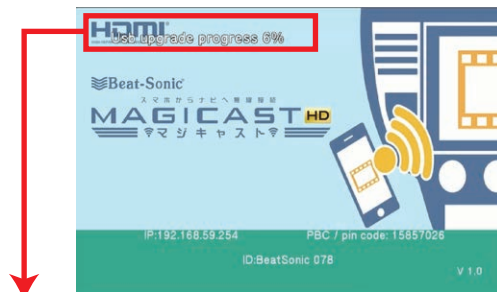 HDMI
Usb upgrade progress 6%
Beat-Sonic
スマホからナビへ無線接続
MAGICAST HD
マジキャスト
IP:192.168.59.254 PBC / pin code: 15857026
ID:BeatSonic 078
V 1.0